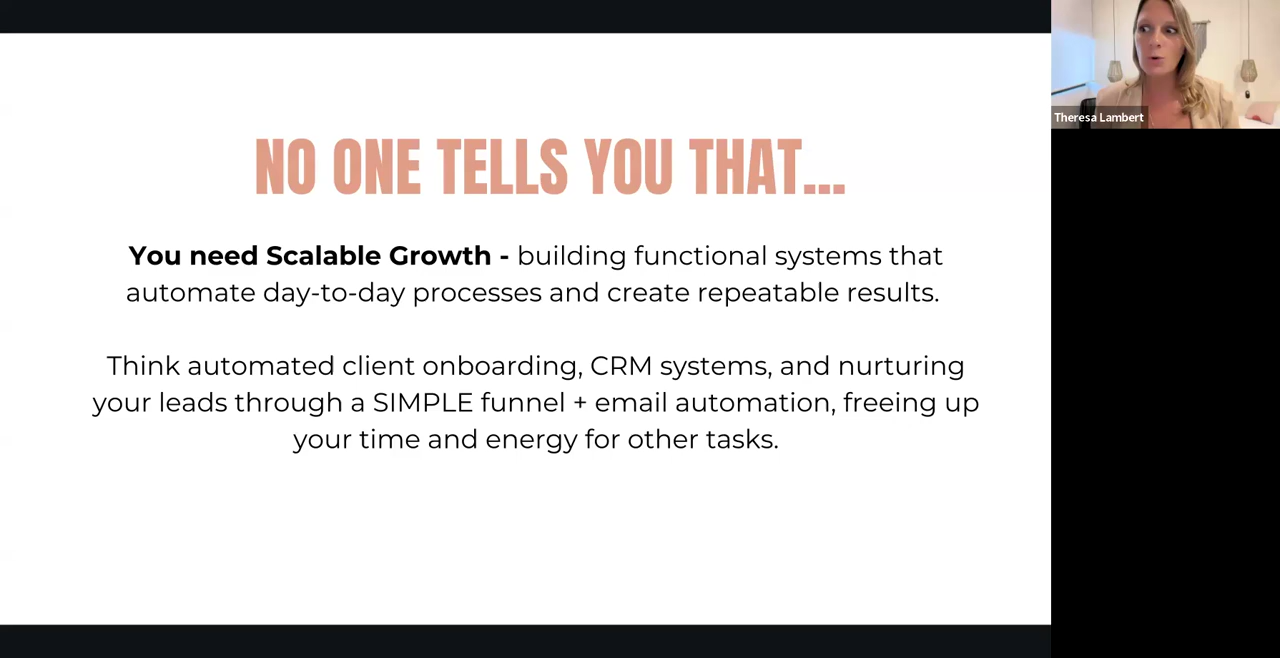 NO ONE TELLS YOU THAT...
You need Scalable Growth - building functional systems that
automate day-to-day processes and create repeatable results.
Think automated client onboarding, CRM systems, and nurturing
your leads through a SIMPLE funnel + email automation, freeing up
your time and energy for other tasks.
Theresa Lambert